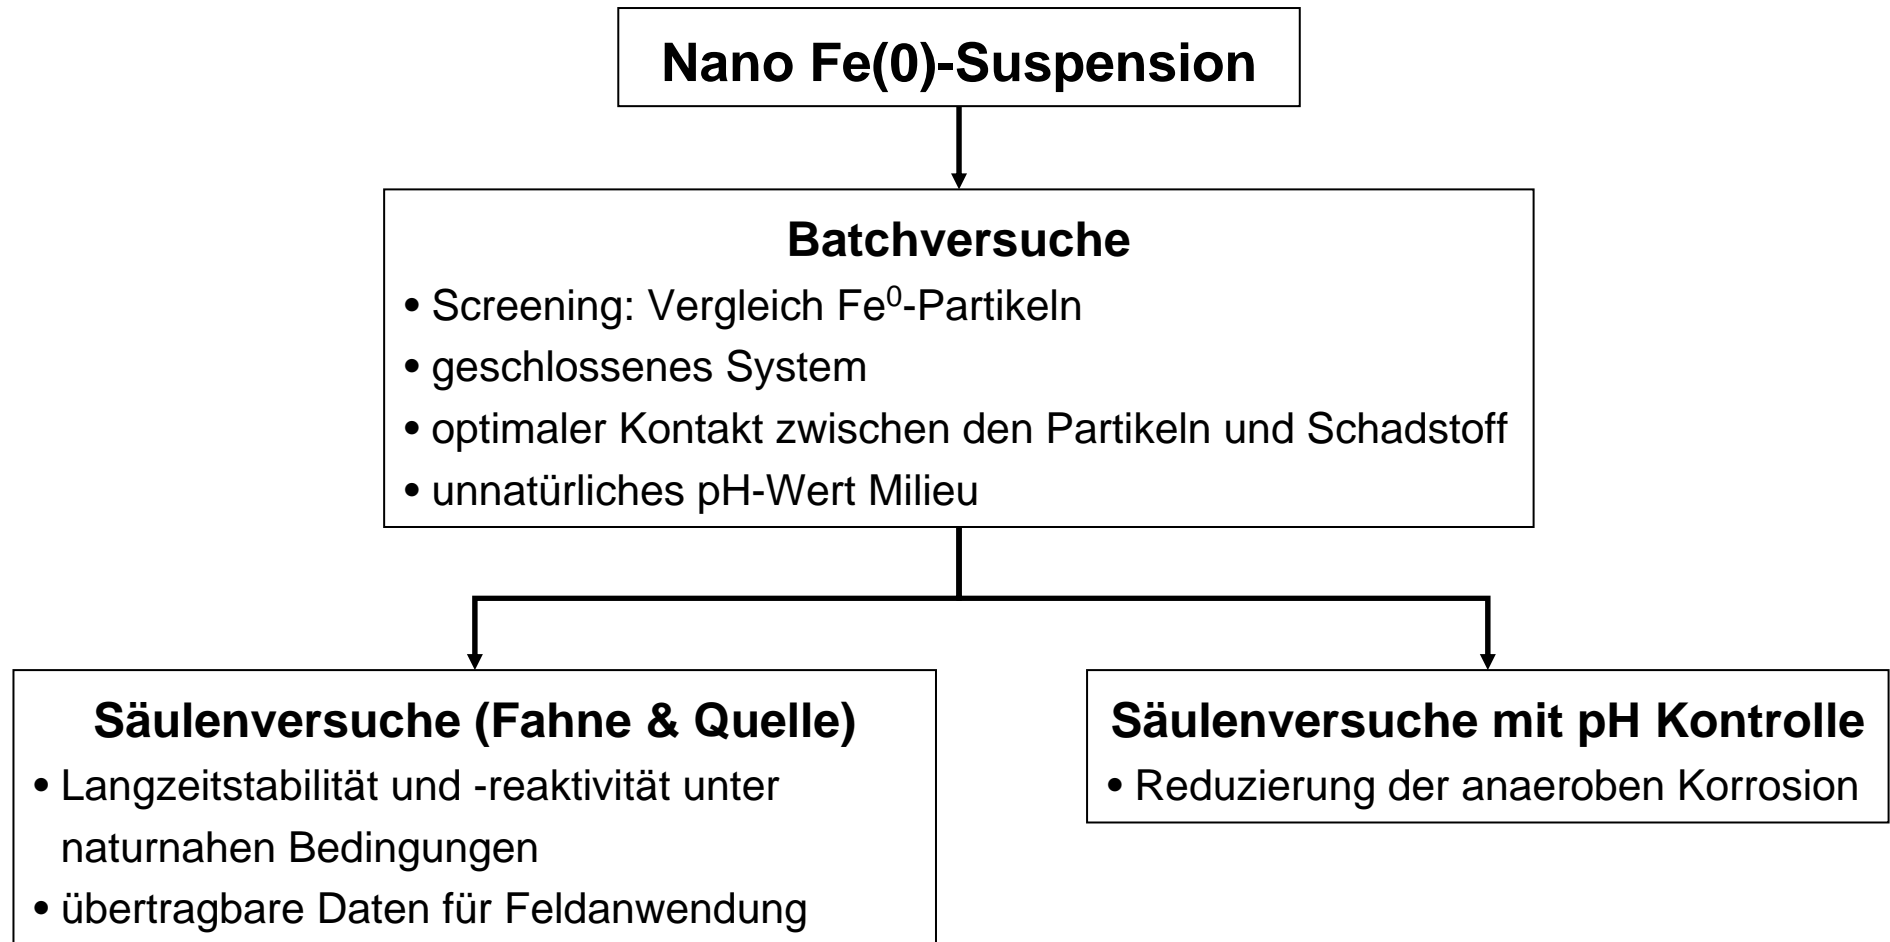 Nano Fe(0)-Suspension
Batchversuche
• Screening: Vergleich Fe⁰-Partikeln
• geschlossenes System
• optimaler Kontakt zwischen den Partikeln und Schadstoff
• unnatürliches pH-Wert Milieu
Säulenversuche (Fahne & Quelle)
• Langzeitstabilität und -reaktivität unter
naturnahen Bedingungen
• übertragbare Daten für Feldanwendung
Säulenversuche mit pH Kontrolle
• Reduzierung der anaeroben Korrosion